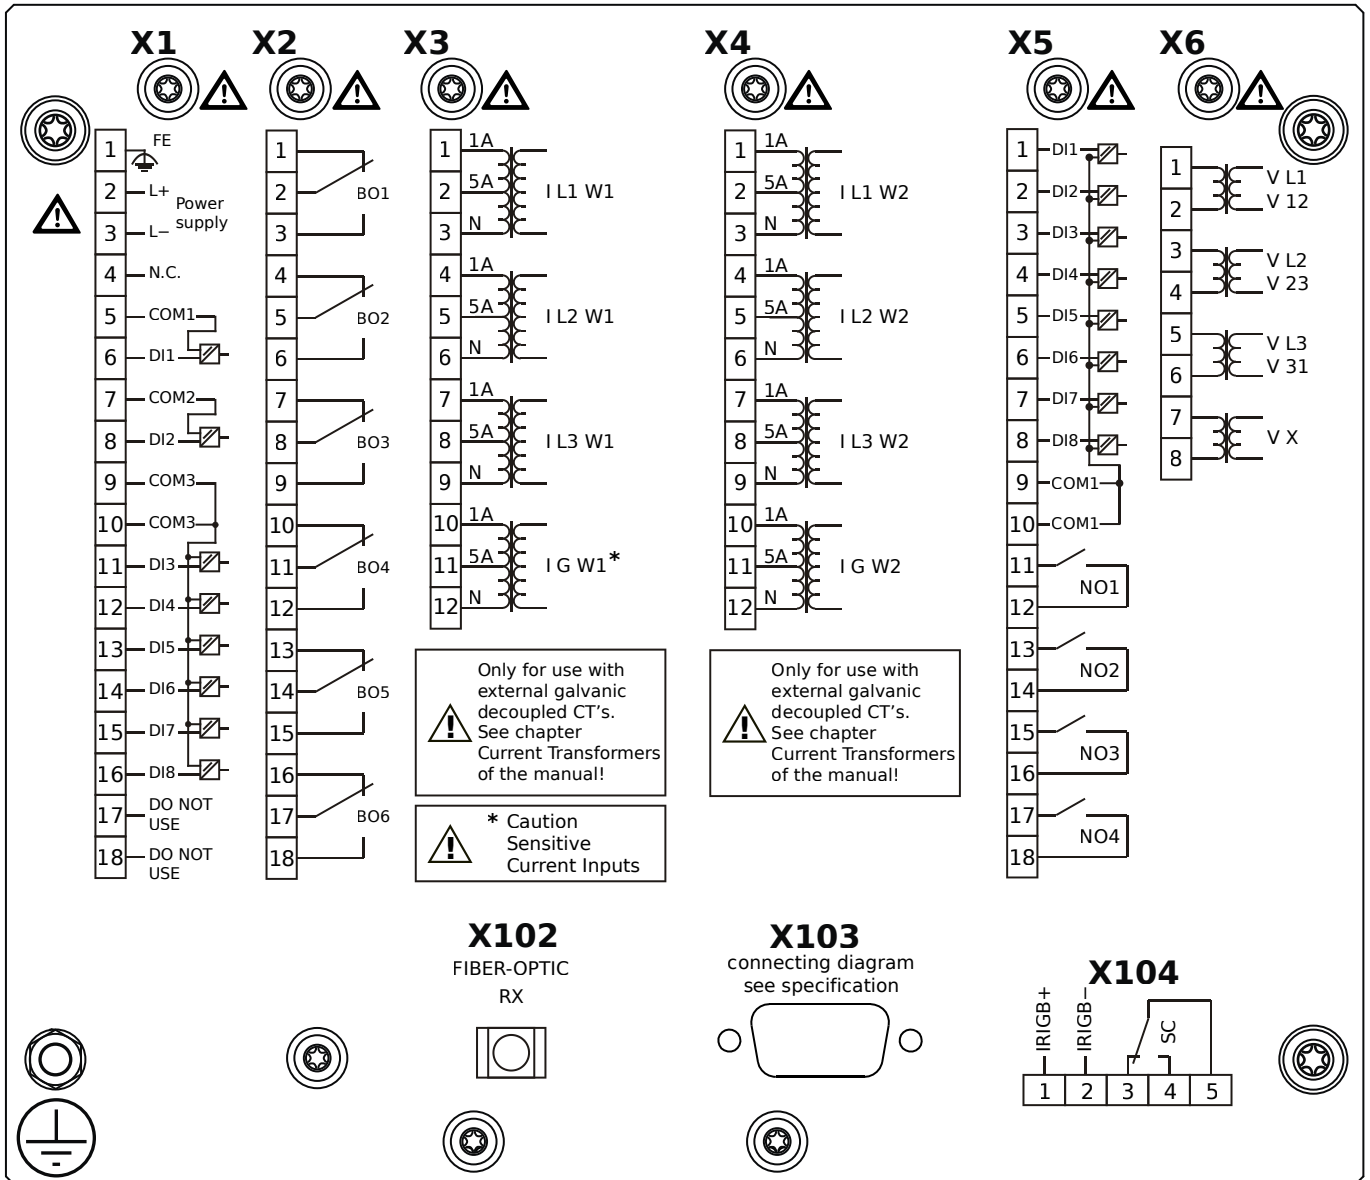 X1 X2 X3 X4 X5 X6
1 FE
2 L+
Power
supply
3 L−
4 N.C.
5 COM1
6 DI1
7 COM2
8 DI2
9 COM3
10 COM3
11 DI3
12 DI4
13 DI5
14 DI6
15 DI7
16 DI8
17 DO NOT
USE
18 DO NOT
USE
1
2 BO1
3
4
5 BO2
6
7
8 BO3
9
10
11 BO4
12
13
14 BO5
15
16
17 BO6
18
1 1A
2 5A I L1 W1
3 N
4 1A
5 5A I L2 W1
6 N
7 1A
8 5A I L3 W1
9 N
10 1A
11 5A I G W1*
12 N
Only for use with
external galvanic
decoupled CT's.
See chapter
Current Transformers
of the manual!
* Caution
Sensitive
Current Inputs
1 1A
2 5A I L1 W2
3 N
4 1A
5 5A I L2 W2
6 N
7 1A
8 5A I L3 W2
9 N
10 1A
11 5A I G W2
12 N
Only for use with
external galvanic
decoupled CT's.
See chapter
Current Transformers
of the manual!
1 DI1
2 DI2
3 DI3
4 DI4
5 DI5
6 DI6
7 DI7
8 DI8
9 COM1
10 COM1
11
NO1
12
13
NO2
14
15
NO3
16
17
NO4
18
1 V L1
2 V 12
3 V L2
4 V 23
5 V L3
6 V 31
7
V X
8
X102
FIBER-OPTIC
RX
X103
connecting diagram
see specification
X104
IRIGB+
IRIGB−
SC
1 2 3 4 5